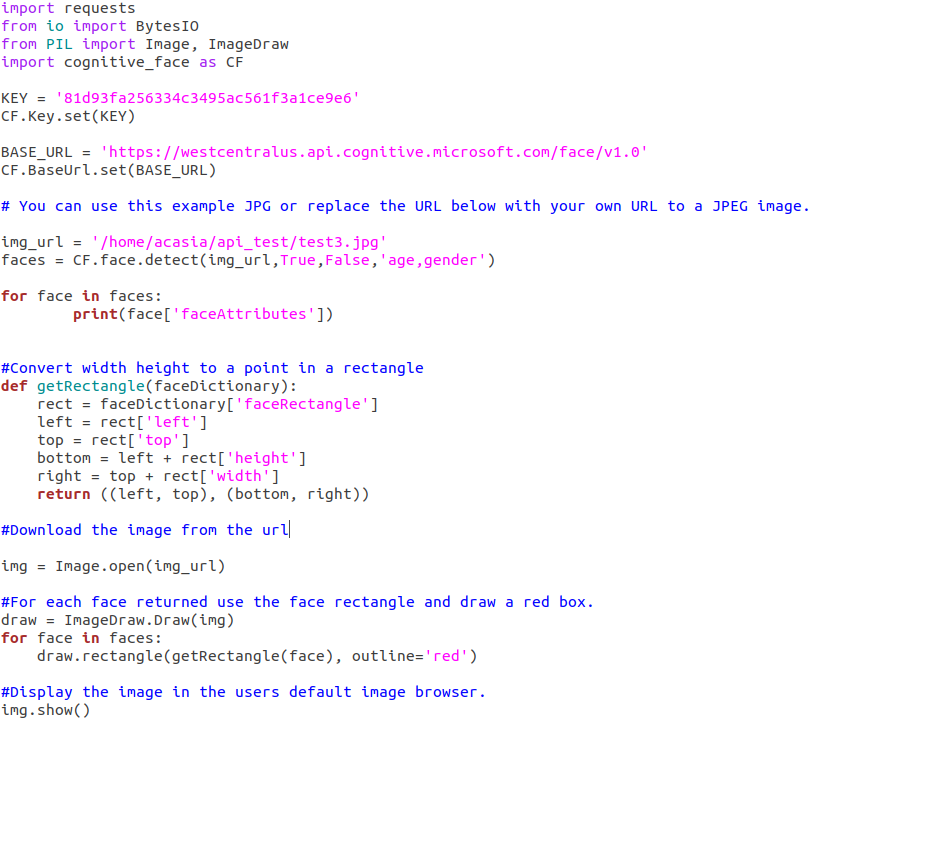 import requests
from io import BytesIO
from PIL import Image, ImageDraw
import cognitive_face as CF

KEY = '81d93fa256334c3495ac561f3a1ce9e6'
CF.Key.set(KEY)

BASE_URL = 'https://westcentralus.api.cognitive.microsoft.com/face/v1.0'
CF.BaseUrl.set(BASE_URL)

# You can use this example JPG or replace the URL below with your own URL to a JPEG image.

img_url = '/home/acasia/api_test/test3.jpg'
faces = CF.face.detect(img_url,True,False,'age,gender')

for face in faces:
        print(face['faceAttributes'])


#Convert width height to a point in a rectangle
def getRectangle(faceDictionary):
    rect = faceDictionary['faceRectangle']
    left = rect['left']
    top = rect['top']
    bottom = left + rect['height']
    right = top + rect['width']
    return ((left, top), (bottom, right))

#Download the image from the url

img = Image.open(img_url)

#For each face returned use the face rectangle and draw a red box.
draw = ImageDraw.Draw(img)
for face in faces:
    draw.rectangle(getRectangle(face), outline='red')

#Display the image in the users default image browser.
img.show()